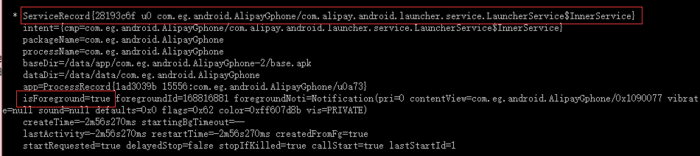 * ServiceRecord{28193c6f u0 com.eg.android.AlipayGphone/com.alipay.android.launcher.service.LauncherService$InnerService}
intent={cmp=com.eg.android.AlipayGphone/com.alipay.android.launcher.service.LauncherService$InnerService}
packageName=com.eg.android.AlipayGphone
processName=com.eg.android.AlipayGphone
baseDir=/data/app/com.eg.android.AlipayGphone-2/base.apk
dataDir=/data/data/com.eg.android.AlipayGphone
app=ProcessRecord{1ad3039b 15556:com.eg.android.AlipayGphone/u0a73}
isForeground=true foregroundId=168816881 foregroundNoti=Notification(pri=0 contentView=com.eg.android.AlipayGphone/0x1090077 vibrat
e=null sound=null defaults=0x0 flags=0x62 color=0xff607d8b vis=PRIVATE)
createTime=-2m56s270ms startingBgTimeout=--
lastActivity=-2m56s270ms restartTime=-2m56s270ms createdFromFg=true
startRequested=true delayedStop=false stopIfKilled=true callStart=true lastStartId=1